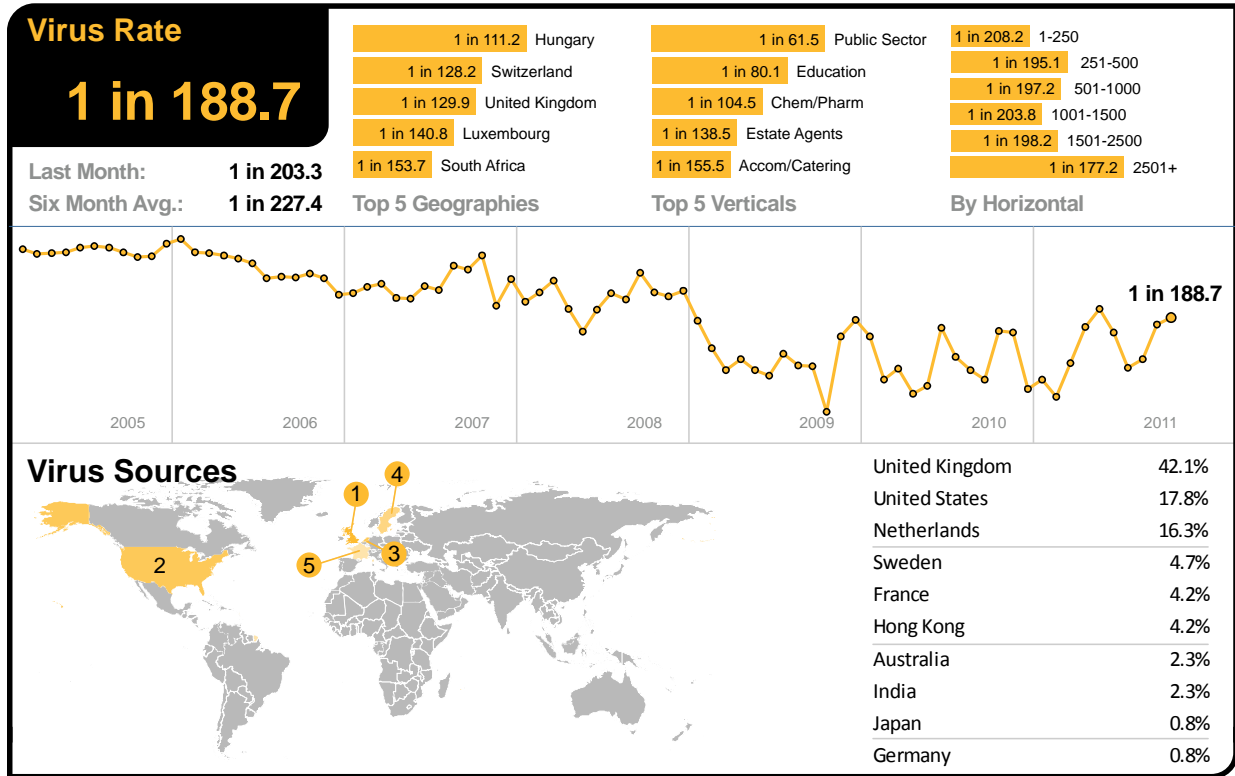 Virus Rate
1 in 188.7
Last Month: 1 in 203.3
Six Month Avg.: 1 in 227.4
1 in 111.2 Hungary
1 in 128.2 Switzerland
1 in 129.9 United Kingdom
1 in 140.8 Luxembourg
1 in 153.7 South Africa
Top 5 Geographies
1 in 61.5 Public Sector
1 in 80.1 Education
1 in 104.5 Chem/Pharm
1 in 138.5 Estate Agents
1 in 155.5 Accom/Catering
Top 5 Verticals
1 in 208.2 1-250
1 in 195.1 251-500
1 in 197.2 501-1000
1 in 203.8 1001-1500
1 in 198.2 1501-2500
1 in 177.2 2501+
By Horizontal
1 in 188.7
2005 2006 2007 2008 2009 2010 2011
Virus Sources
1
4
2
5
3
United Kingdom 42.1%
United States 17.8%
Netherlands 16.3%
Sweden 4.7%
France 4.2%
Hong Kong 4.2%
Australia 2.3%
India 2.3%
Japan 0.8%
Germany 0.8%